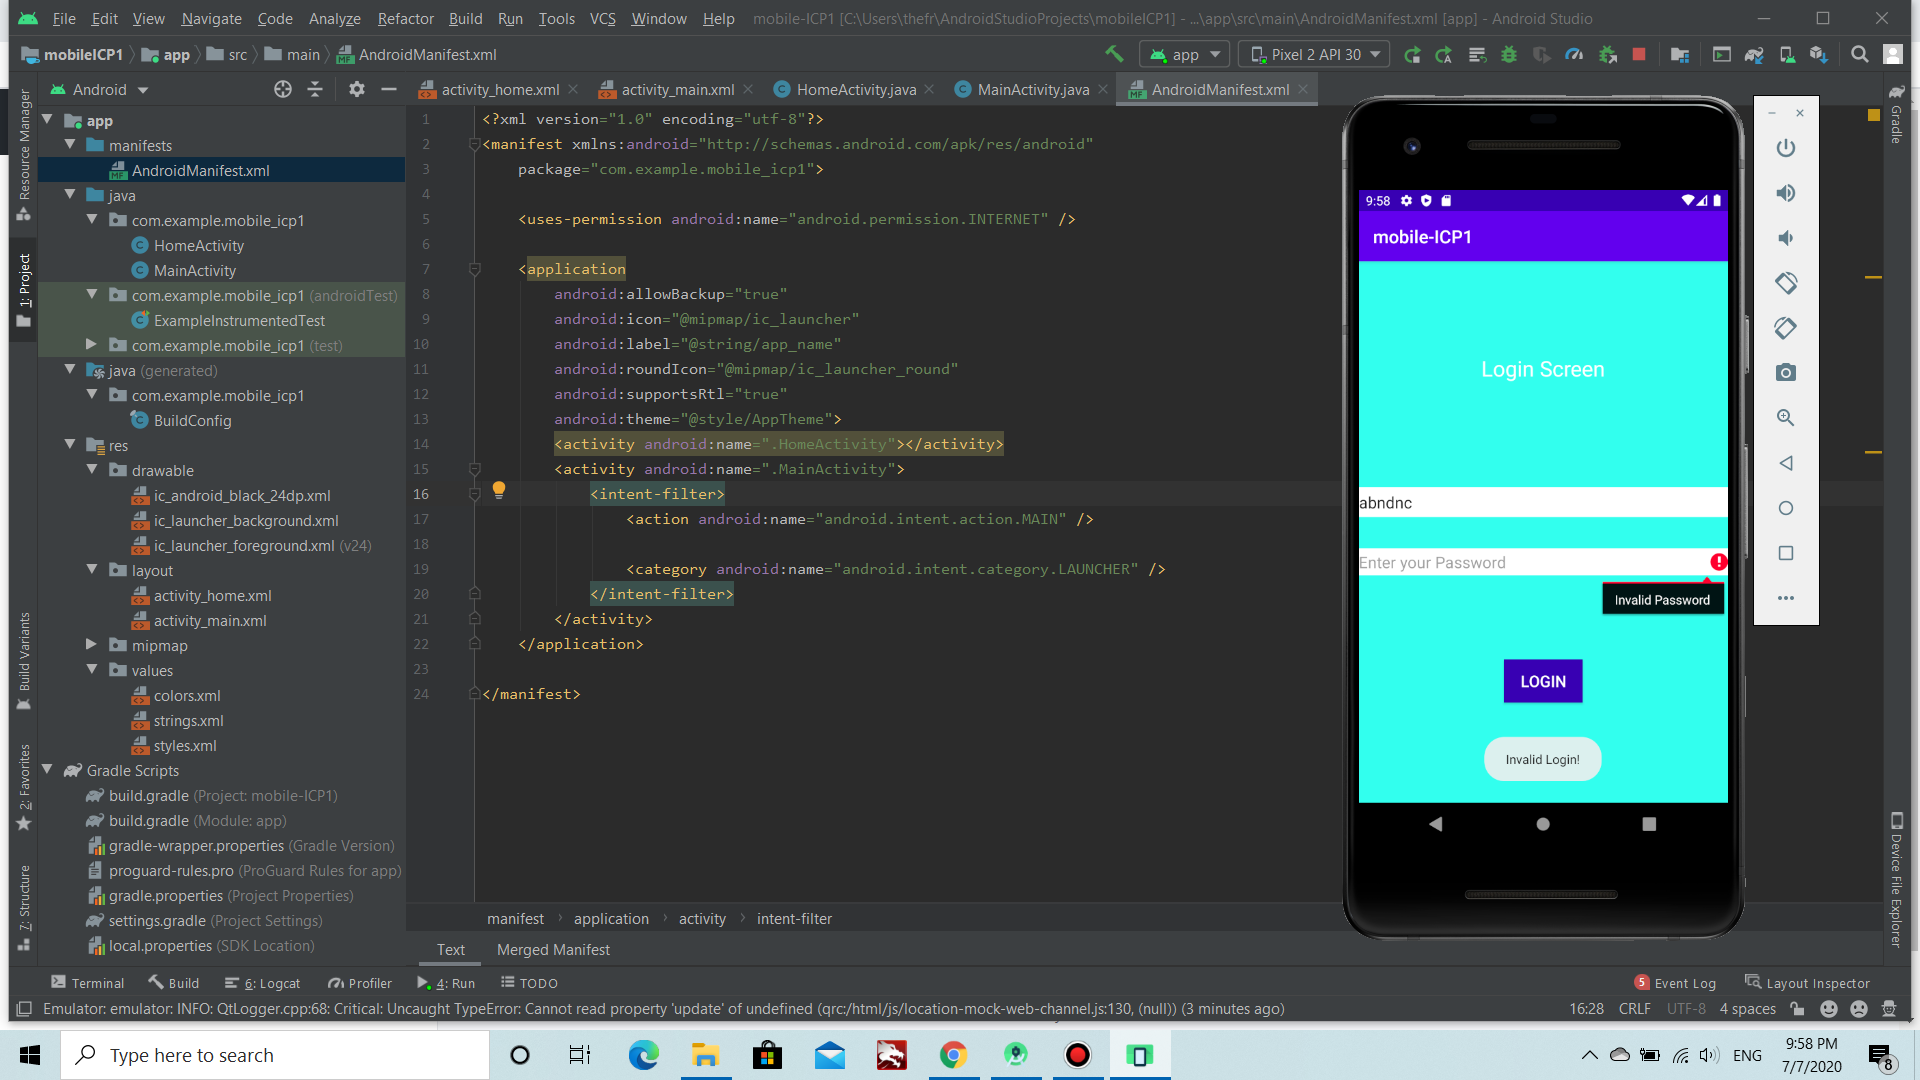 File Edit View Navigate Code Analyze Refactor Build Run Tools VCS Window Help mobile-ICP1 [C:\Users\thefr\AndroidStudioProjects\mobileICP1] - ...\app\src\main\AndroidManifest.xml [app] - Android Studio
mobileICP1 app src main AndroidManifest.xml app Pixel 2 API 30
Android activity_home.xml activity_main.xml HomeActivity.java MainActivity.java AndroidManifest.xml
Resource Manager
1: Project
Build Variants
2: Favorites
7: Structure
app
manifests
AndroidManifest.xml
java
com.example.mobile_icp1
HomeActivity
MainActivity
com.example.mobile_icp1 (androidTest)
ExampleInstrumentedTest
com.example.mobile_icp1 (test)
java (generated)
com.example.mobile_icp1
BuildConfig
res
drawable
ic_android_black_24dp.xml
ic_launcher_background.xml
ic_launcher_foreground.xml (v24)
layout
activity_home.xml
activity_main.xml
mipmap
values
colors.xml
strings.xml
styles.xml
Gradle Scripts
build.gradle (Project: mobile-ICP1)
build.gradle (Module: app)
gradle-wrapper.properties (Gradle Version)
proguard-rules.pro (ProGuard Rules for app)
gradle.properties (Project Properties)
settings.gradle (Project Settings)
local.properties (SDK Location)
1 <?xml version="1.0" encoding="utf-8"?>
2 <manifest xmlns:android="http://schemas.android.com/apk/res/android"
3 package="com.example.mobile_icp1">
4
5 <uses-permission android:name="android.permission.INTERNET" />
6
7 <application
8 android:allowBackup="true"
9 android:icon="@mipmap/ic_launcher"
10 android:label="@string/app_name"
11 android:roundIcon="@mipmap/ic_launcher_round"
12 android:supportsRtl="true"
13 android:theme="@style/AppTheme">
14 <activity android:name=".HomeActivity"></activity>
15 <activity android:name=".MainActivity">
16 <intent-filter>
17 <action android:name="android.intent.action.MAIN" />
18
19 <category android:name="android.intent.category.LAUNCHER" />
20 </intent-filter>
21 </activity>
22 </application>
23
24 </manifest>
manifest application activity intent-filter
Text Merged Manifest
9:58
mobile-ICP1
Login Screen
abndnc
Enter your Password
Invalid Password
LOGIN
Invalid Login!
Gradle
Device File Explorer
Terminal Build 6: Logcat Profiler 4: Run TODO 5 Event Log Layout Inspector
Emulator: emulator: INFO: QtLogger.cpp:68: Critical: Uncaught TypeError: Cannot read property 'update' of undefined (qrc:/html/js/location-mock-web-channel.js:130, (null)) (3 minutes ago) 16:28 CRLF UTF-8 4 spaces
Type here to search ENG 9:58 PM
7/7/2020 8